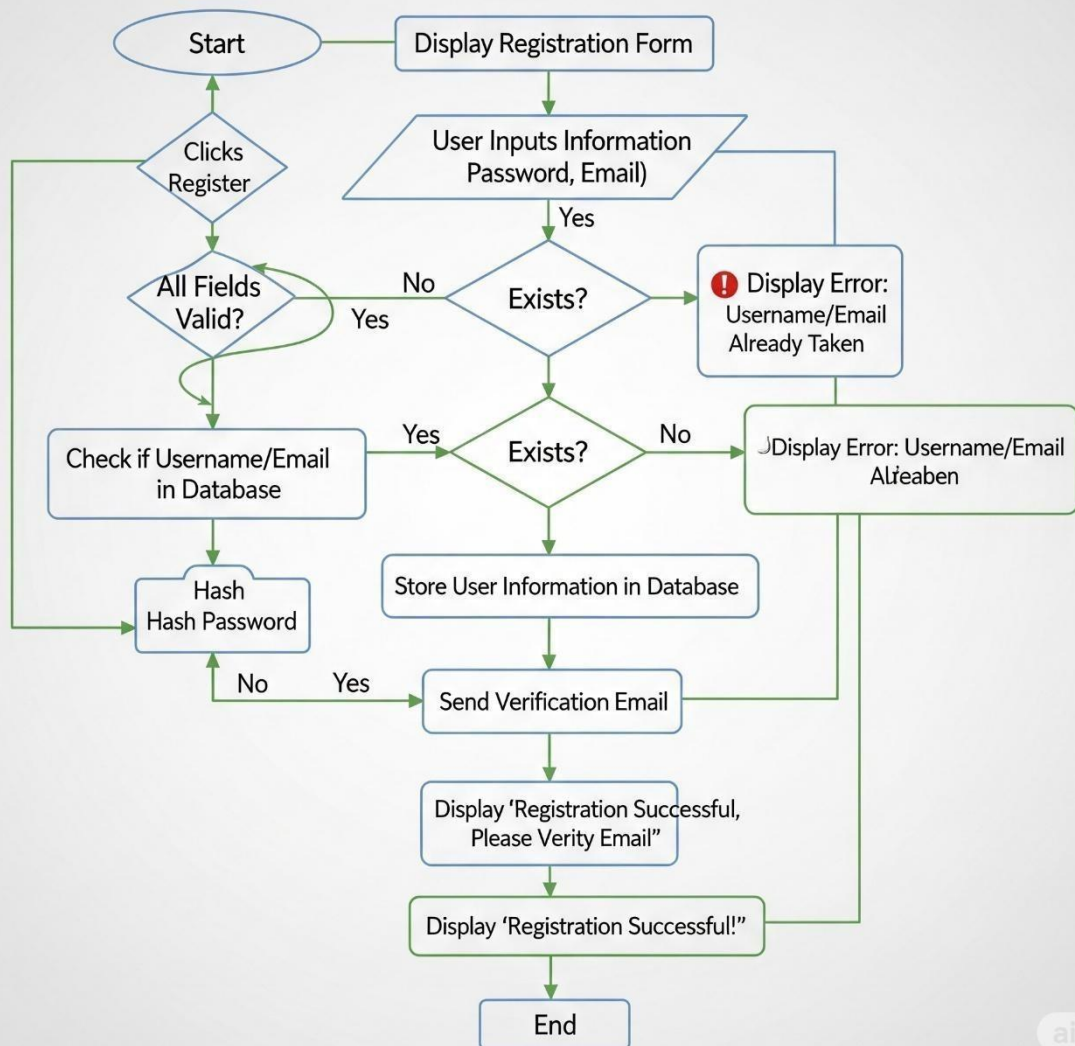 Start
Display Registration Form
Clicks
Register
User Inputs Information
Password, Email)
Yes
All Fields
Valid?
No
Yes
Exists?
! Display Error:
Username/Email
Already Taken
Check if Username/Email
in Database
Yes
Exists?
No
Display Error: Username/Email
Hash
Hash Password
Store User Information in Database
No
Yes
Send Verification Email
Display ‘Registration Successful,
Please Verity Email”
Display ‘Registration Successful!”
End
ai